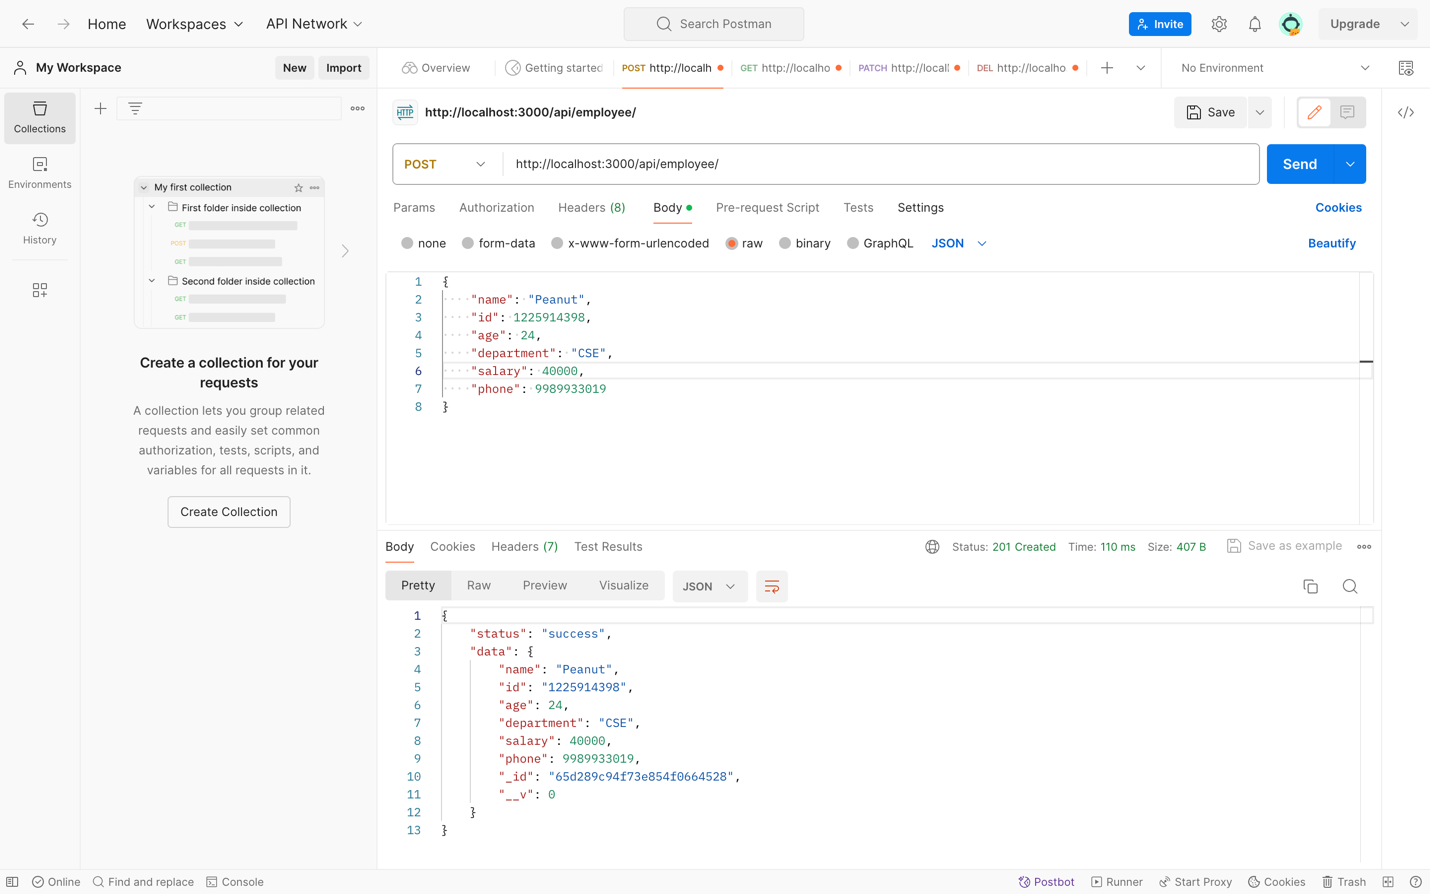 Home Workspaces API Network Search Postman Invite Upgrade
My Workspace New Import Overview Getting started POST http://localh GET http://localho PATCH http://local DEL http://localho No Environment
Collections
Environments
History
My first collection
First folder inside collection
GET
POST
GET
Second folder inside collection
GET
GET
Create a collection for your
requests
A collection lets you group related
requests and easily set common
authorization, tests, scripts, and
variables for all requests in it.
Create Collection
HTTP http://localhost:3000/api/employee/ Save
POST http://localhost:3000/api/employee/ Send
Params Authorization Headers (8) Body Pre-request Script Tests Settings Cookies
none form-data x-www-form-urlencoded raw binary GraphQL JSON Beautify
1 {
2 "name": "Peanut",
3 "id": 1225914398,
4 "age": 24,
5 "department": "CSE",
6 "salary": 40000,
7 "phone": 9989933019
8 }
Body Cookies Headers (7) Test Results Status: 201 Created Time: 110 ms Size: 407 B Save as example
Pretty Raw Preview Visualize JSON
1 {
2 "status": "success",
3 "data": {
4 "name": "Peanut",
5 "id": "1225914398",
6 "age": 24,
7 "department": "CSE",
8 "salary": 40000,
9 "phone": 9989933019,
10 "_id": "65d289c94f73e854f0664528",
11 "__v": 0
12 }
13 }
Online Find and replace Console Postbot Runner Start Proxy Cookies Trash